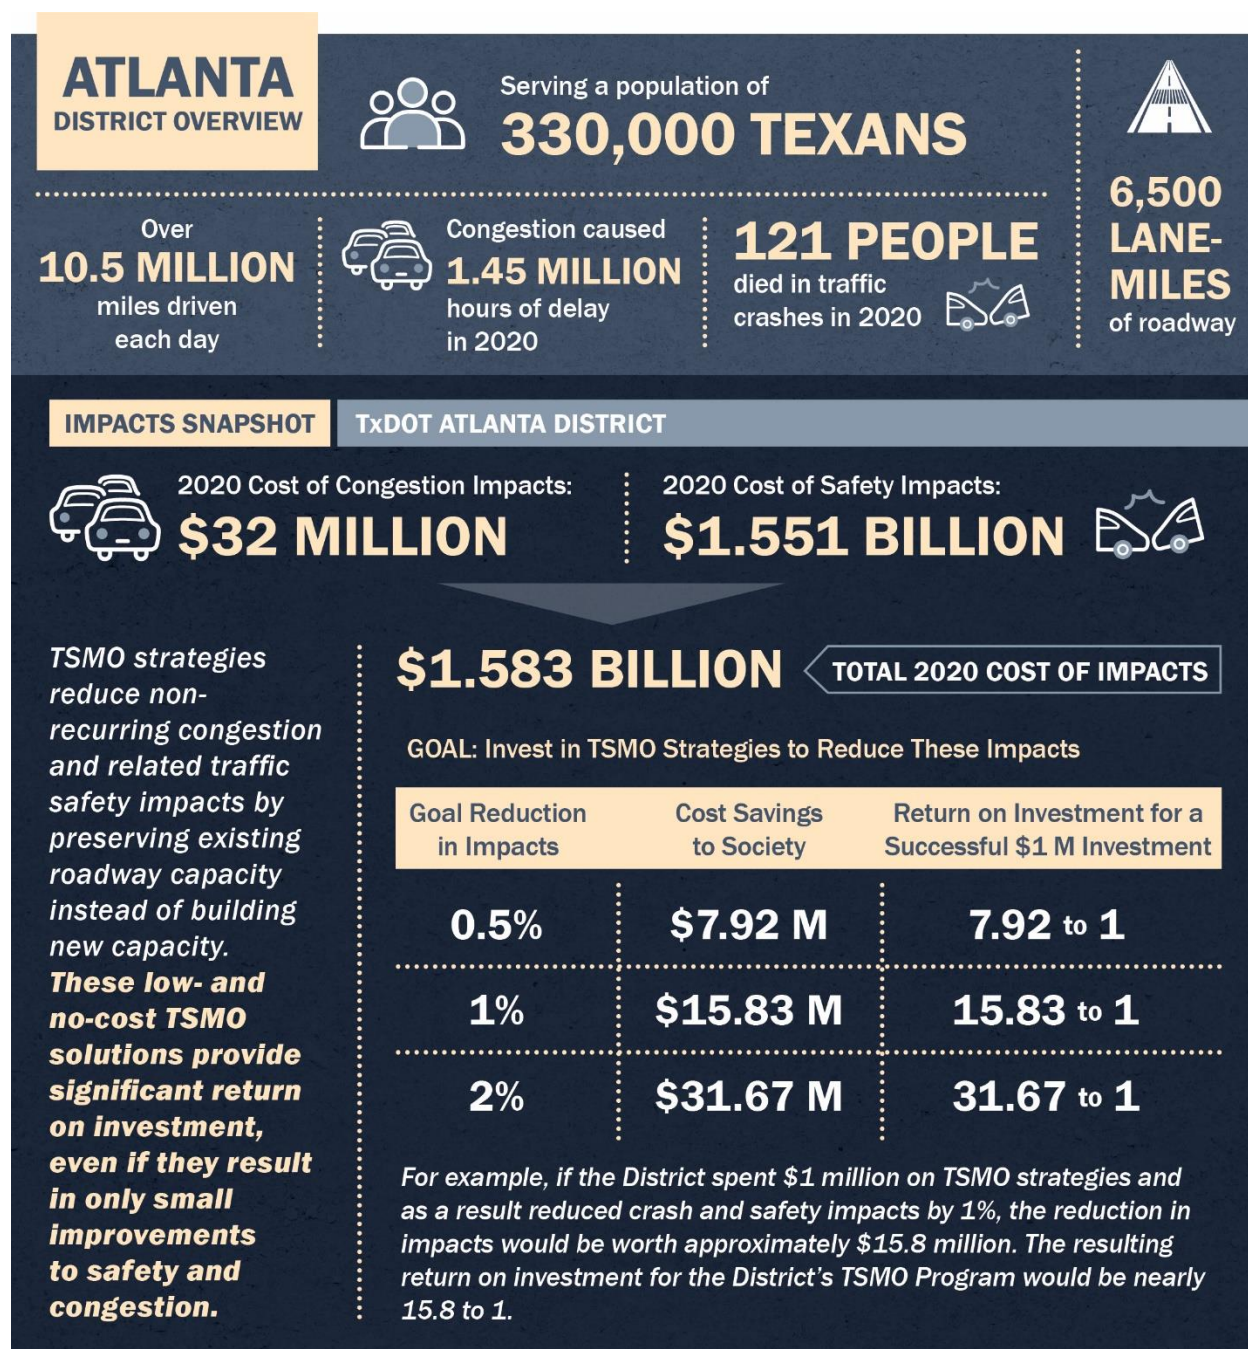 ATLANTA
DISTRICT OVERVIEW
Serving a population of
330,000 TEXANS
Over
10.5 MILLION
miles driven
each day
Congestion caused
1.45 MILLION
hours of delay
in 2020
121 PEOPLE
died in traffic
crashes in 2020
6,500
LANE-
MILES
of roadway
IMPACTS SNAPSHOT
TxDOT ATLANTA DISTRICT
2020 Cost of Congestion Impacts:
$32 MILLION
2020 Cost of Safety Impacts:
$1.551 BILLION
TSMO strategies
reduce non-
recurring congestion
and related traffic
safety impacts by
preserving existing
roadway capacity
instead of building
new capacity.
These low- and
no-cost TSMO
solutions provide
significant return
on investment,
even if they result
in only small
improvements
to safety and
congestion.
$1.583 BILLION
TOTAL 2020 COST OF IMPACTS
GOAL: Invest in TSMO Strategies to Reduce These Impacts
Goal Reduction
in Impacts
Cost Savings
to Society
Return on Investment for a
Successful $1 M Investment
0.5% $7.92 M 7.92 to 1
1% $15.83 M 15.83 to 1
2% $31.67 M 31.67 to 1
For example, if the District spent $1 million on TSMO strategies and
as a result reduced crash and safety impacts by 1%, the reduction in
impacts would be worth approximately $15.8 million. The resulting
return on investment for the District's TSMO Program would be nearly
15.8 to 1.